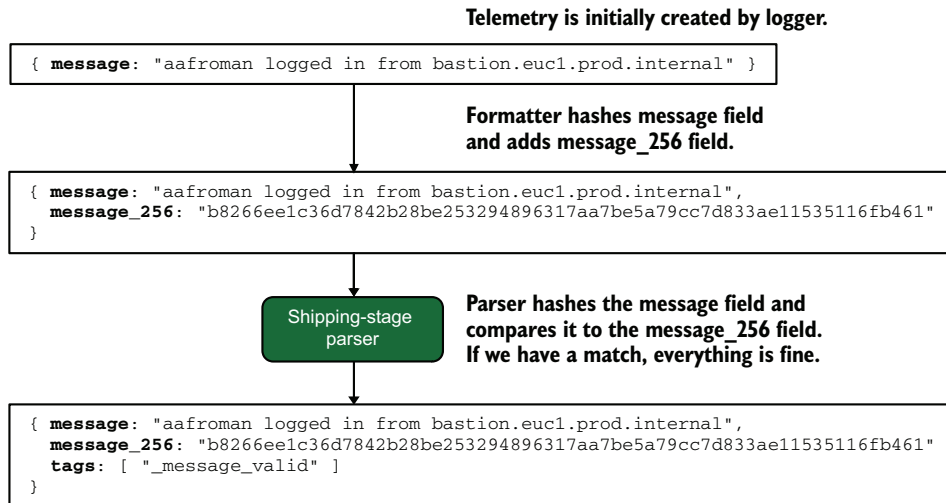 Telemetry is initially created by logger.
{ message: "aafroman logged in from bastion.euc1.prod.internal" }
Formatter hashes message field
and adds message_256 field.
{ message: "aafroman logged in from bastion.euc1.prod.internal",
message_256: "b8266ee1c36d7842b28be253294896317aa7be5a79cc7d833ae11535116fb461"
}
Shipping-stage
parser
Parser hashes the message field and
compares it to the message_256 field.
If we have a match, everything is fine.
{ message: "aafroman logged in from bastion.euc1.prod.internal",
message_256: "b8266ee1c36d7842b28be253294896317aa7be5a79cc7d833ae11535116fb461"
tags: [ "_message_valid" ]
}